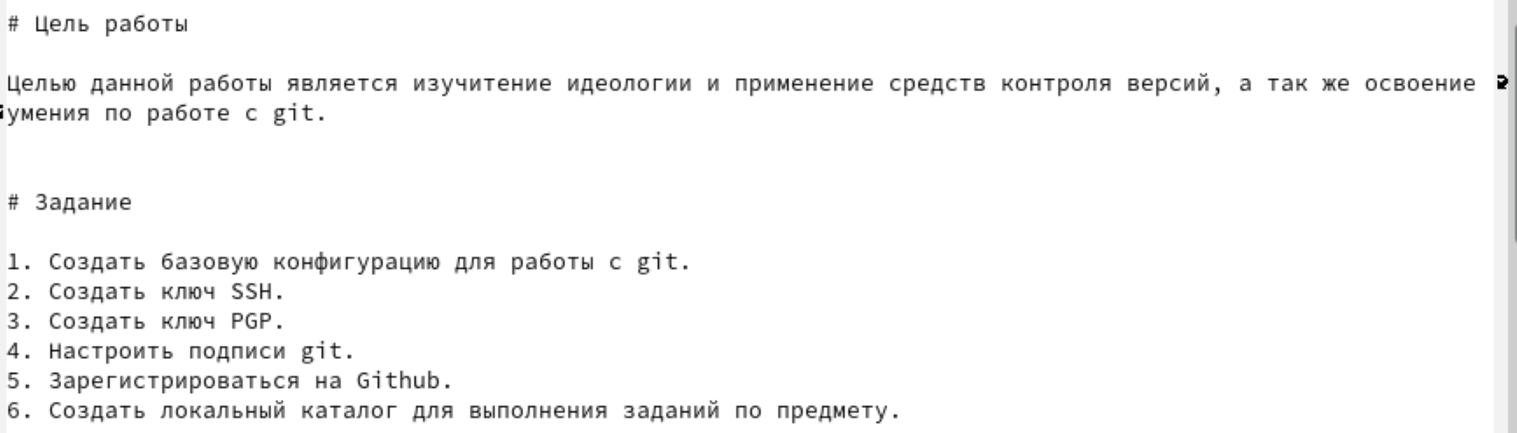 # Цель работы
Целью данной работы является изучитение идеологии и применение средств контроля версий, а так же освоение
умения по работе с git.
# Задание
1. Создать базовую конфигурацию для работы с git.
2. Создать ключ SSH.
3. Создать ключ PGP.
4. Настроить подписи git.
5. Зарегистрироваться на Github.
6. Создать локальный каталог для выполнения заданий по предмету.